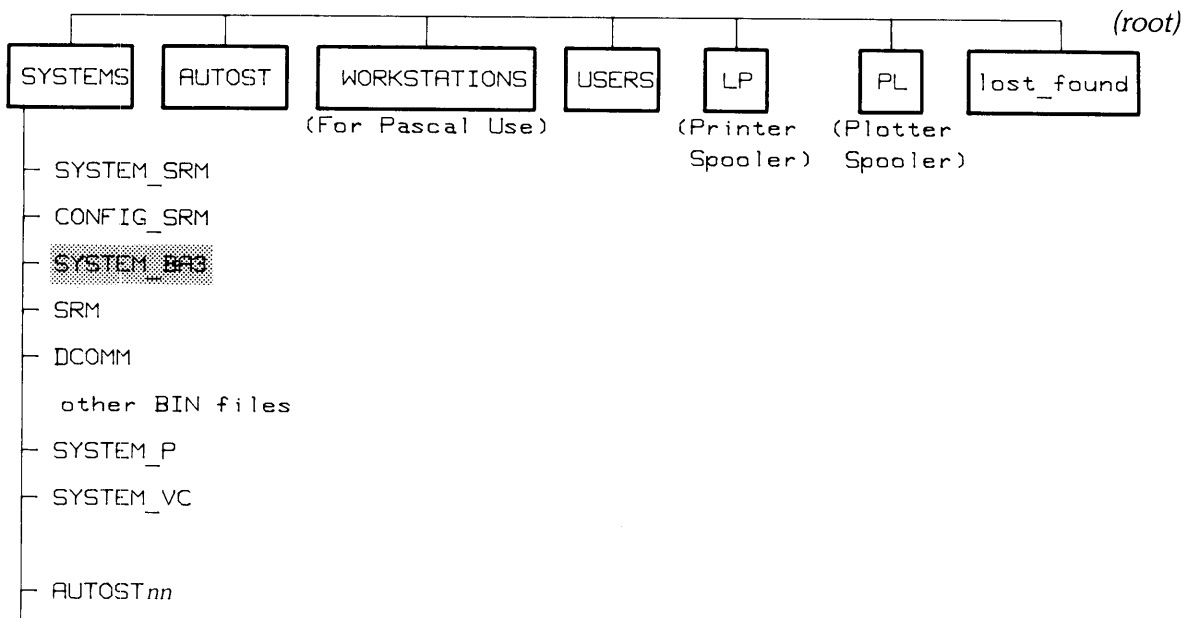 (root)
SYSTEMS AUTOST WORKSTATIONS USERS LP PL lost_found
(For Pascal Use) (Printer Spooler) (Plotter Spooler)
SYSTEM_SRM
CONFIG_SRM
SYSTEM_BA3
SRM
DCOMM
other BIN files
SYSTEM_P
SYSTEM_VC
AUTOSTnn